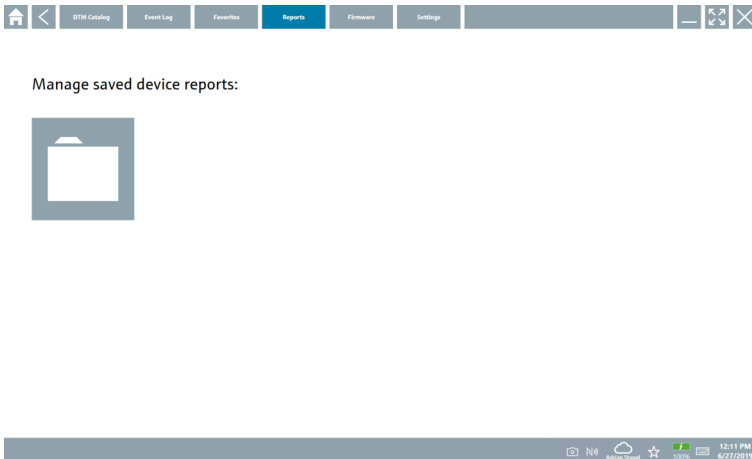 DTM Catalog
Event Log
Favorites
Reports
Firmware
Settings
Manage saved device reports:
100%
12:11 PM
6/27/2019